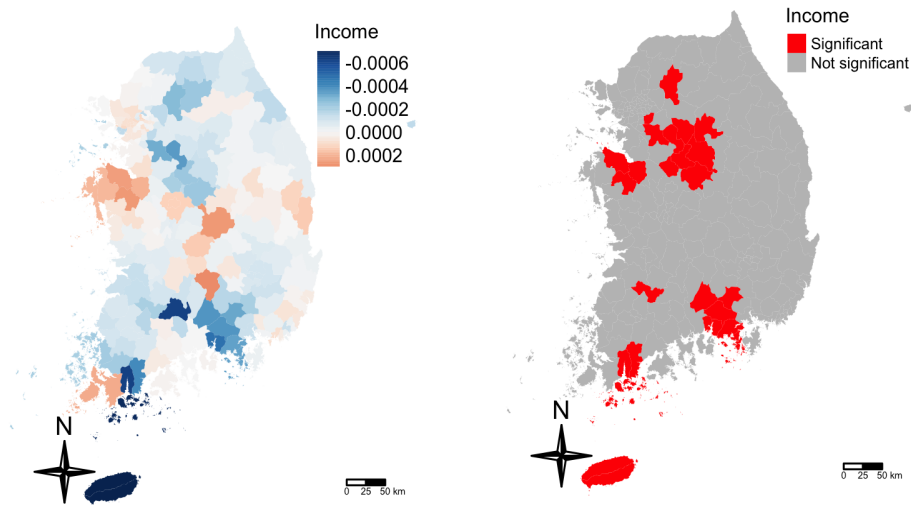 Income
-0.0006
-0.0004
-0.0002
0.0000
0.0002
N
0 25 50 km
Income
Significant
Not significant
N
0 25 50 km